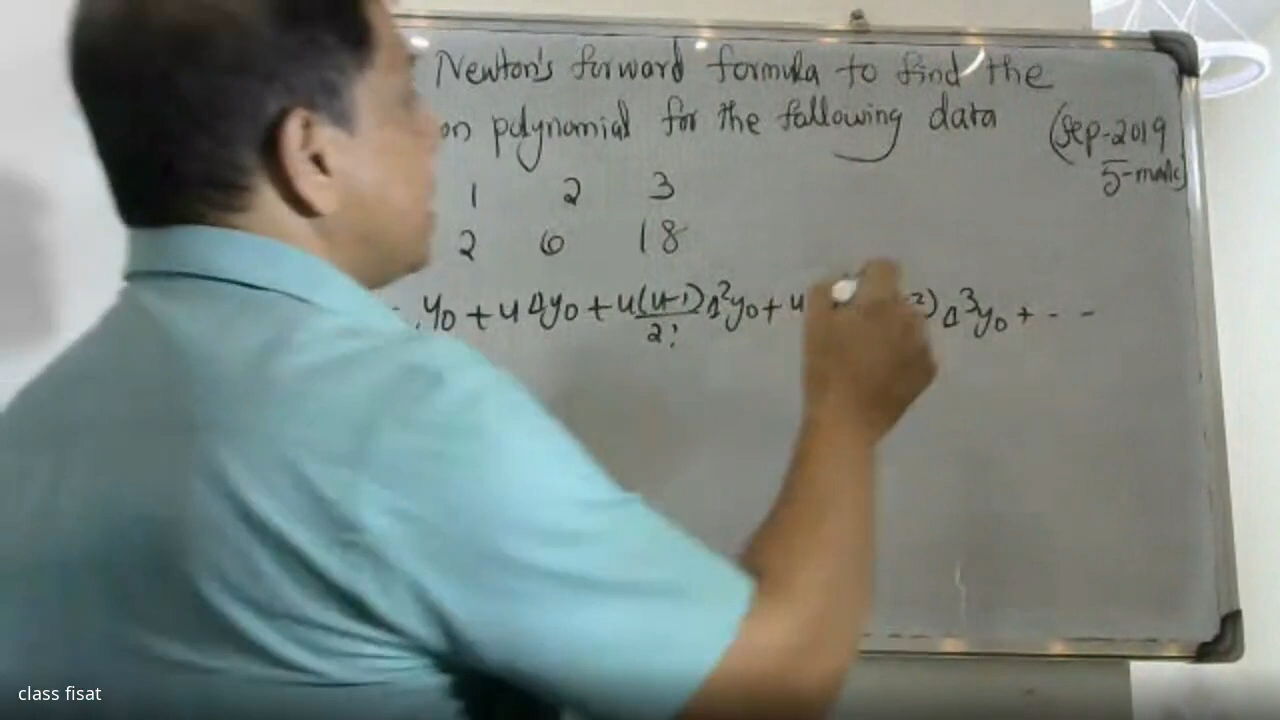 Newton's forward formula to find the
on polynomial for the following data (Sep-2019
5-mark)
1 2 3
2 6 18
y₀ + u Δy₀ + u(u-1)/2! Δ²y₀ + u -2) Δ³y₀ + - -
class fisat